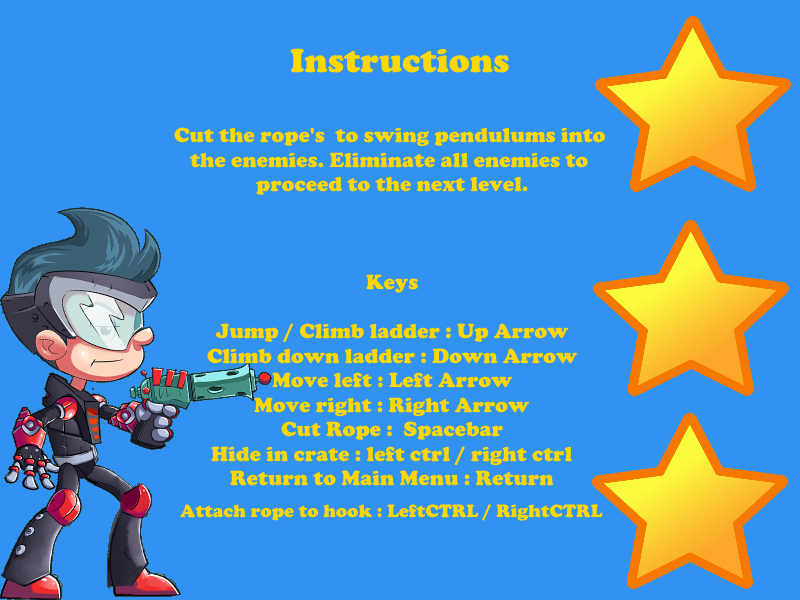 Instructions
Cut the rope's  to swing pendulums into
the enemies. Eliminate all enemies to
proceed to the next level.
Keys
Jump / Climb ladder : Up Arrow
Climb down ladder : Down Arrow
Move left : Left Arrow
Move right : Right Arrow
Cut Rope :  Spacebar
Hide in crate : left ctrl / right ctrl
Return to Main Menu : Return
Attach rope to hook : LeftCTRL / RightCTRL